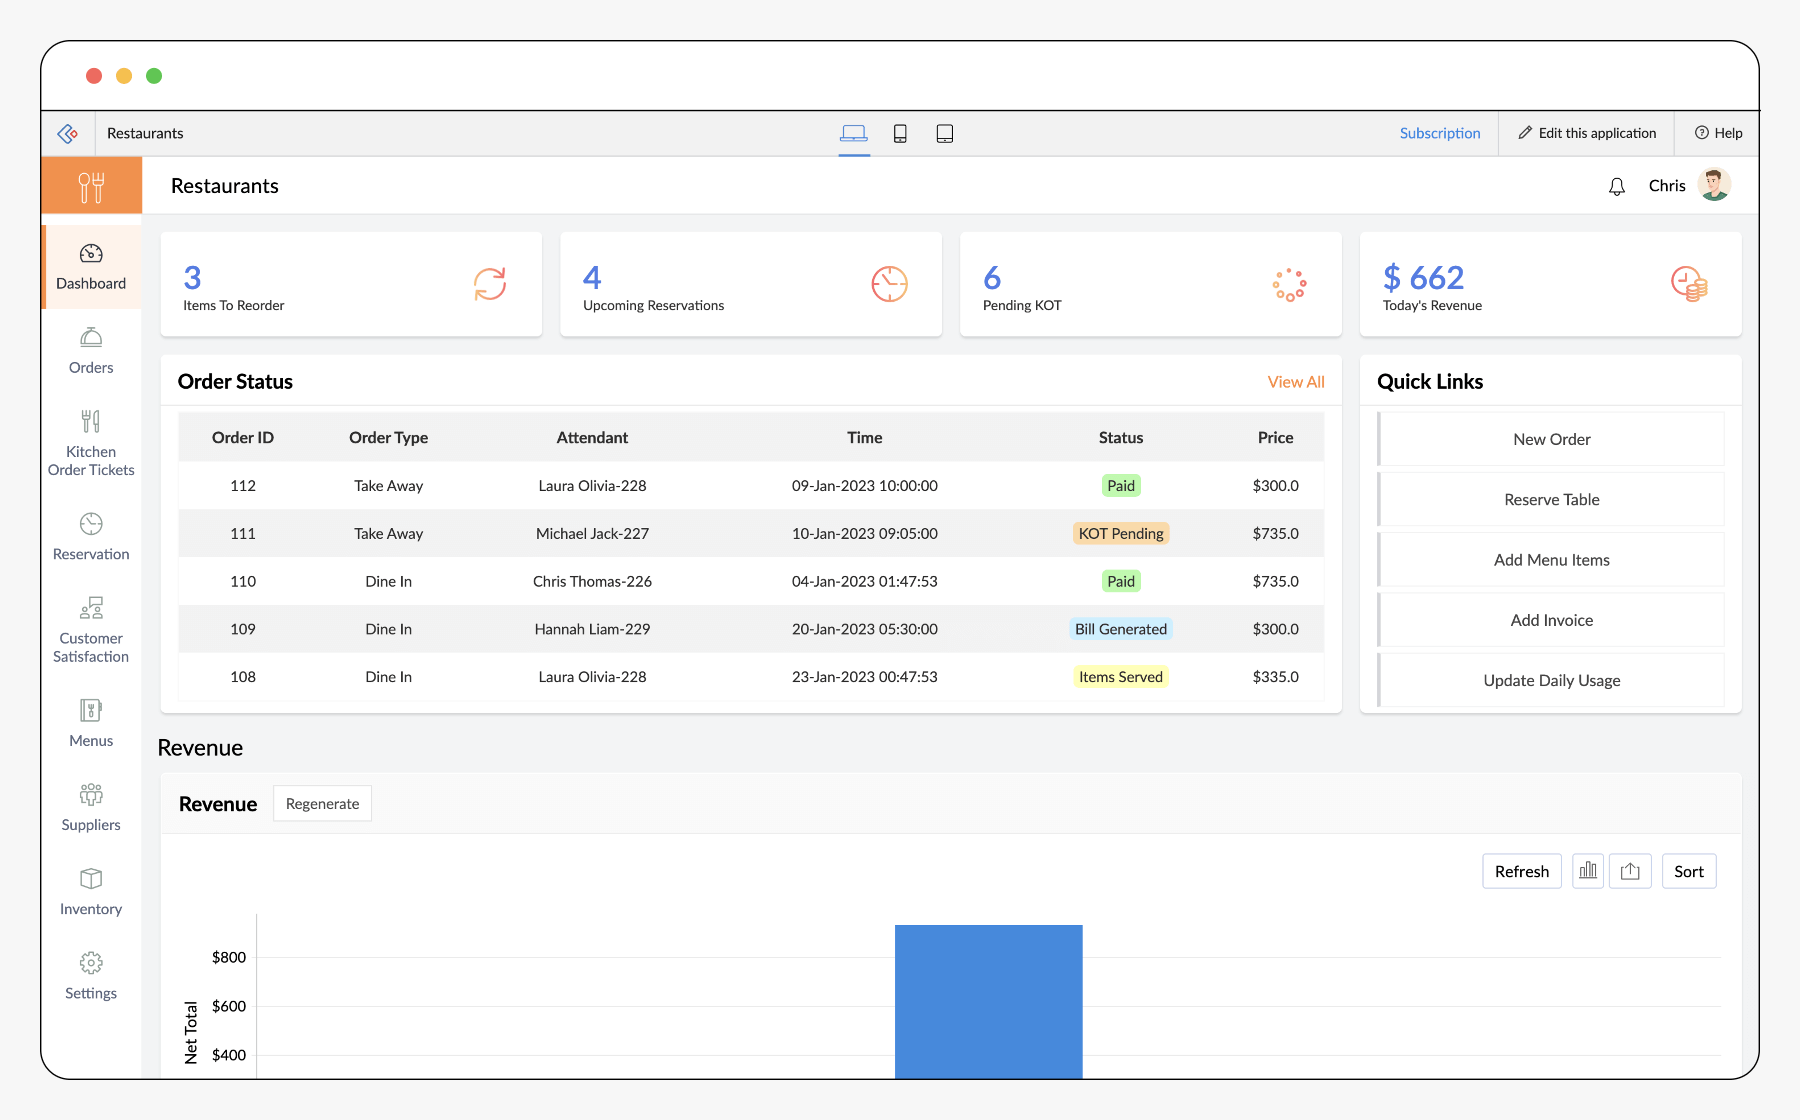 Restaurants
Subscription
Edit this application
Help
Restaurants
Chris
Dashboard
Orders
Kitchen
Order Tickets
Reservation
Customer
Satisfaction
Menus
Suppliers
Inventory
Settings
3
Items To Reorder
4
Upcoming Reservations
6
Pending KOT
$ 662
Today's Revenue
Order Status
View All
Order ID Order Type Attendant Time Status Price
112 Take Away Laura Olivia-228 09-Jan-2023 10:00:00 Paid $300.0
111 Take Away Michael Jack-227 10-Jan-2023 09:05:00 KOT Pending $735.0
110 Dine In Chris Thomas-226 04-Jan-2023 01:47:53 Paid $735.0
109 Dine In Hannah Liam-229 20-Jan-2023 05:30:00 Bill Generated $300.0
108 Dine In Laura Olivia-228 23-Jan-2023 00:47:53 Items Served $335.0
Quick Links
New Order
Reserve Table
Add Menu Items
Add Invoice
Update Daily Usage
Revenue
Revenue
Regenerate
Refresh
Sort
Net Total
$800
$600
$400